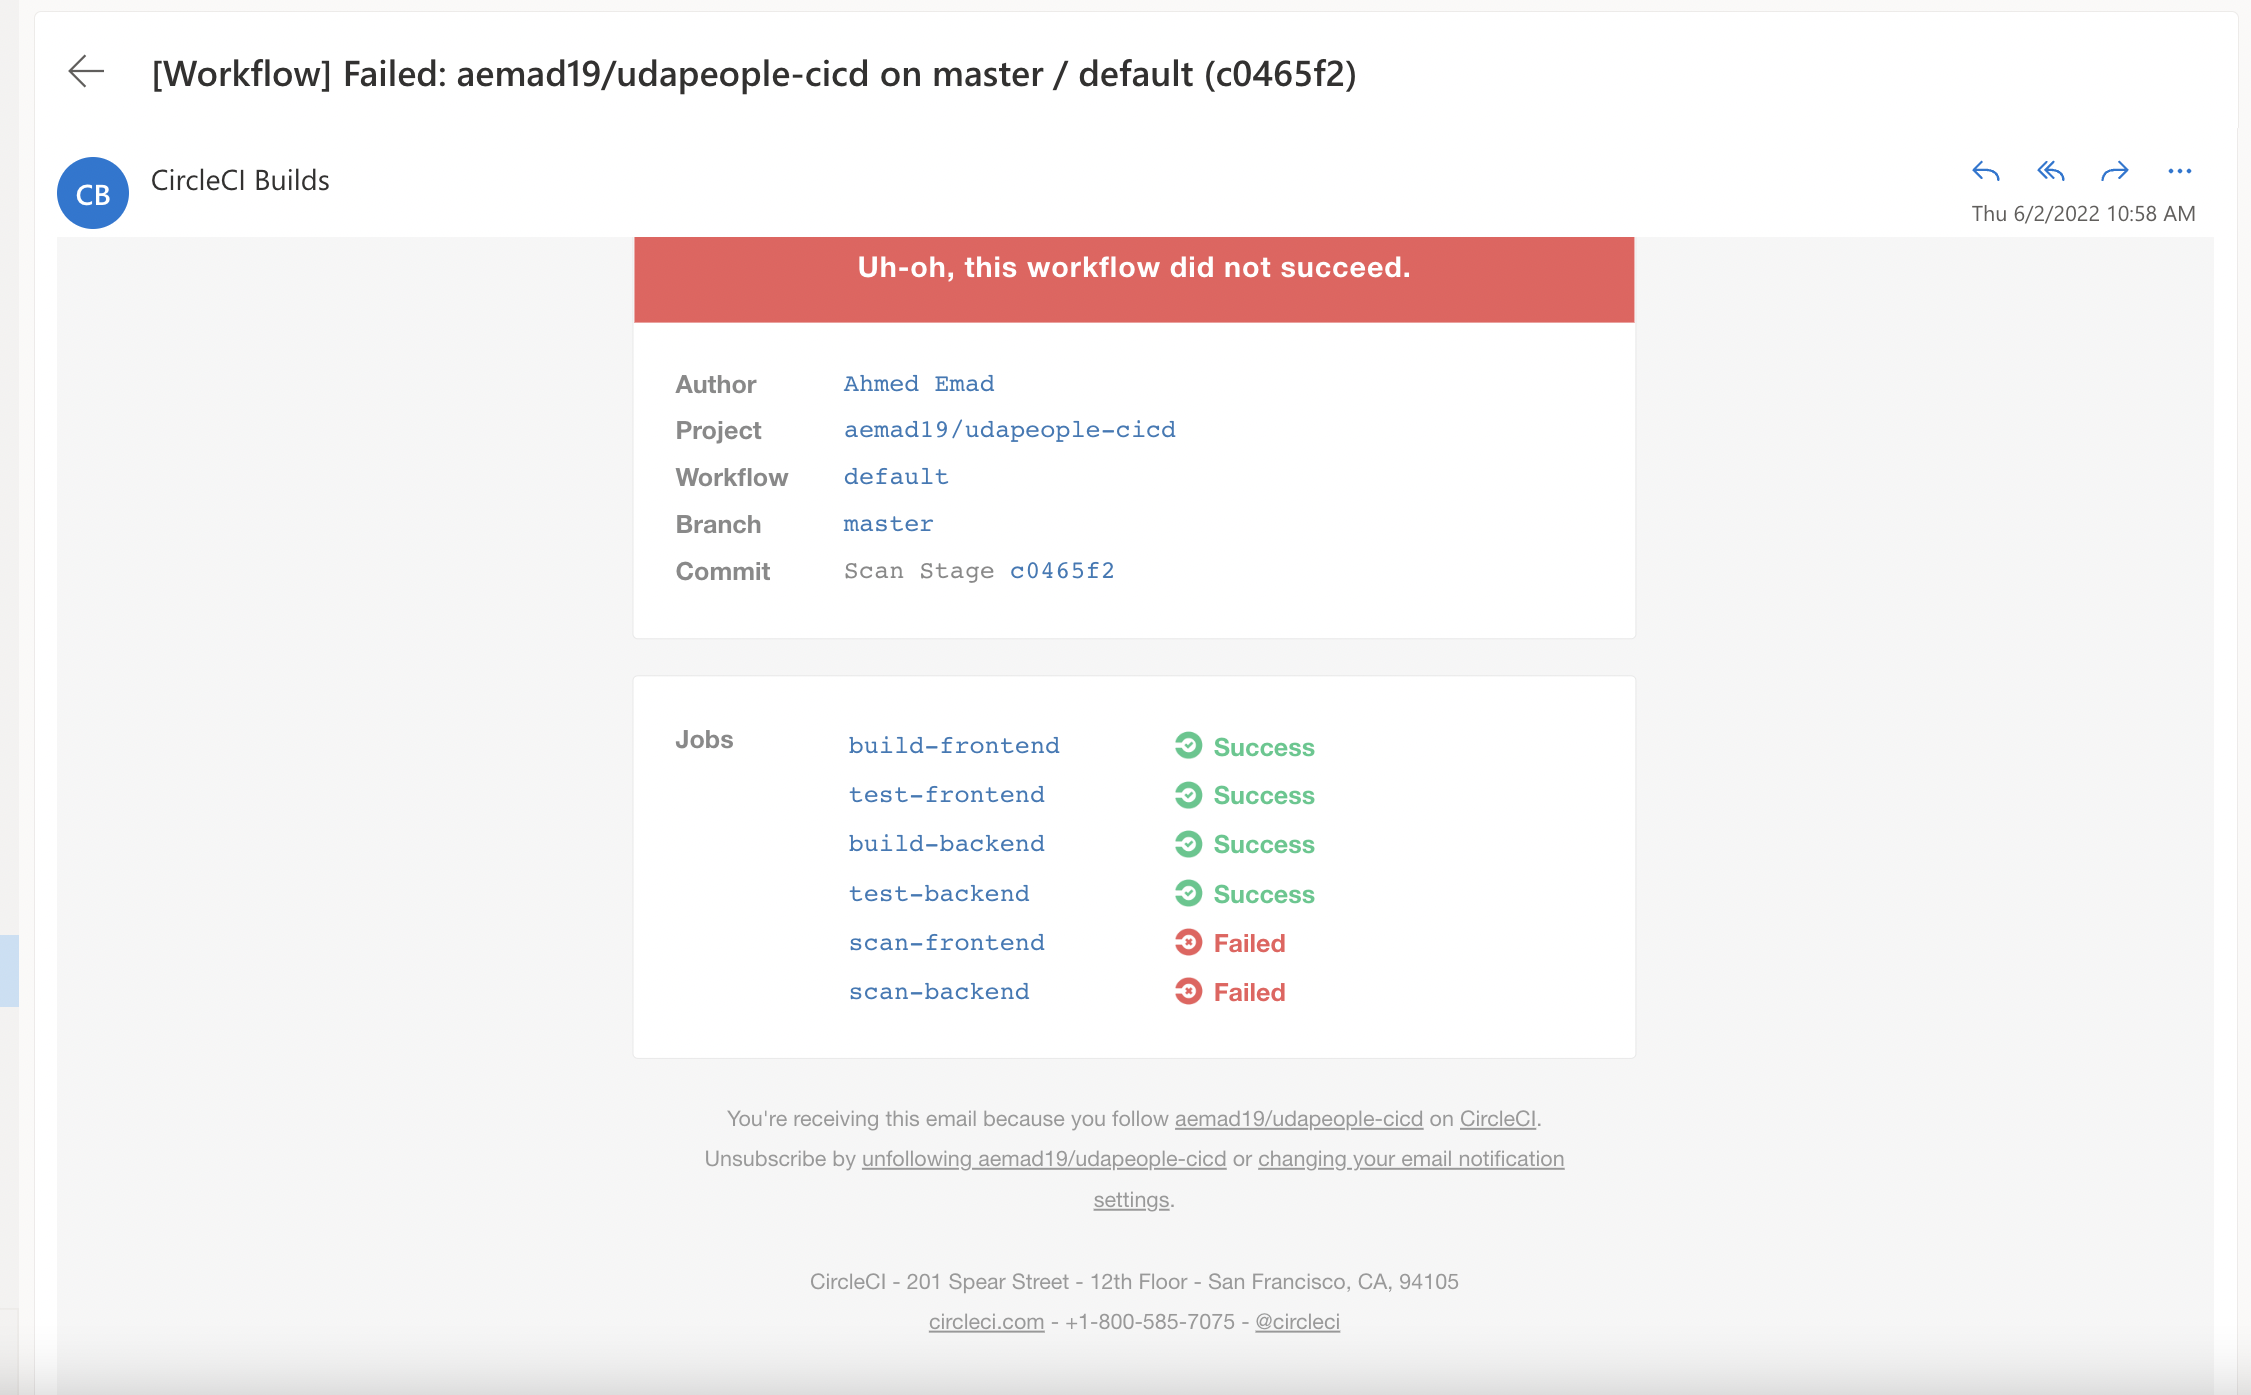 [Workflow] Failed: aemad19/udapeople-cicd on master / default (c0465f2)
CB
CircleCI Builds
Thu 6/2/2022 10:58 AM
Uh-oh, this workflow did not succeed.
Author Ahmed Emad
Project aemad19/udapeople-cicd
Workflow default
Branch master
Commit Scan Stage c0465f2
Jobs build-frontend Success
test-frontend Success
build-backend Success
test-backend Success
scan-frontend Failed
scan-backend Failed
You're receiving this email because you follow aemad19/udapeople-cicd on CircleCI.
Unsubscribe by unfollowing aemad19/udapeople-cicd or changing your email notification
settings.
CircleCI - 201 Spear Street - 12th Floor - San Francisco, CA, 94105
circleci.com - +1-800-585-7075 - @circleci